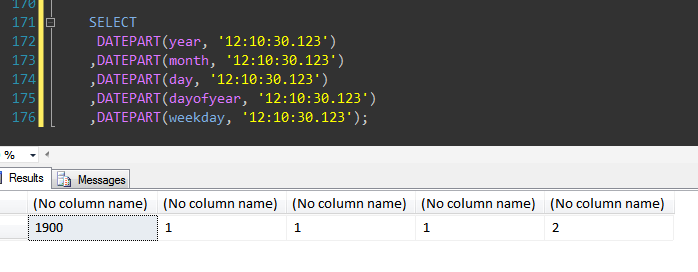 170
171 SELECT
172 DATEPART(year, '12:10:30.123')
173 ,DATEPART(month, '12:10:30.123')
174 ,DATEPART(day, '12:10:30.123')
175 ,DATEPART(dayofyear, '12:10:30.123')
176 ,DATEPART(weekday, '12:10:30.123');
%
Results Messages
(No column name) (No column name) (No column name) (No column name) (No column name)
1900 1 1 1 2